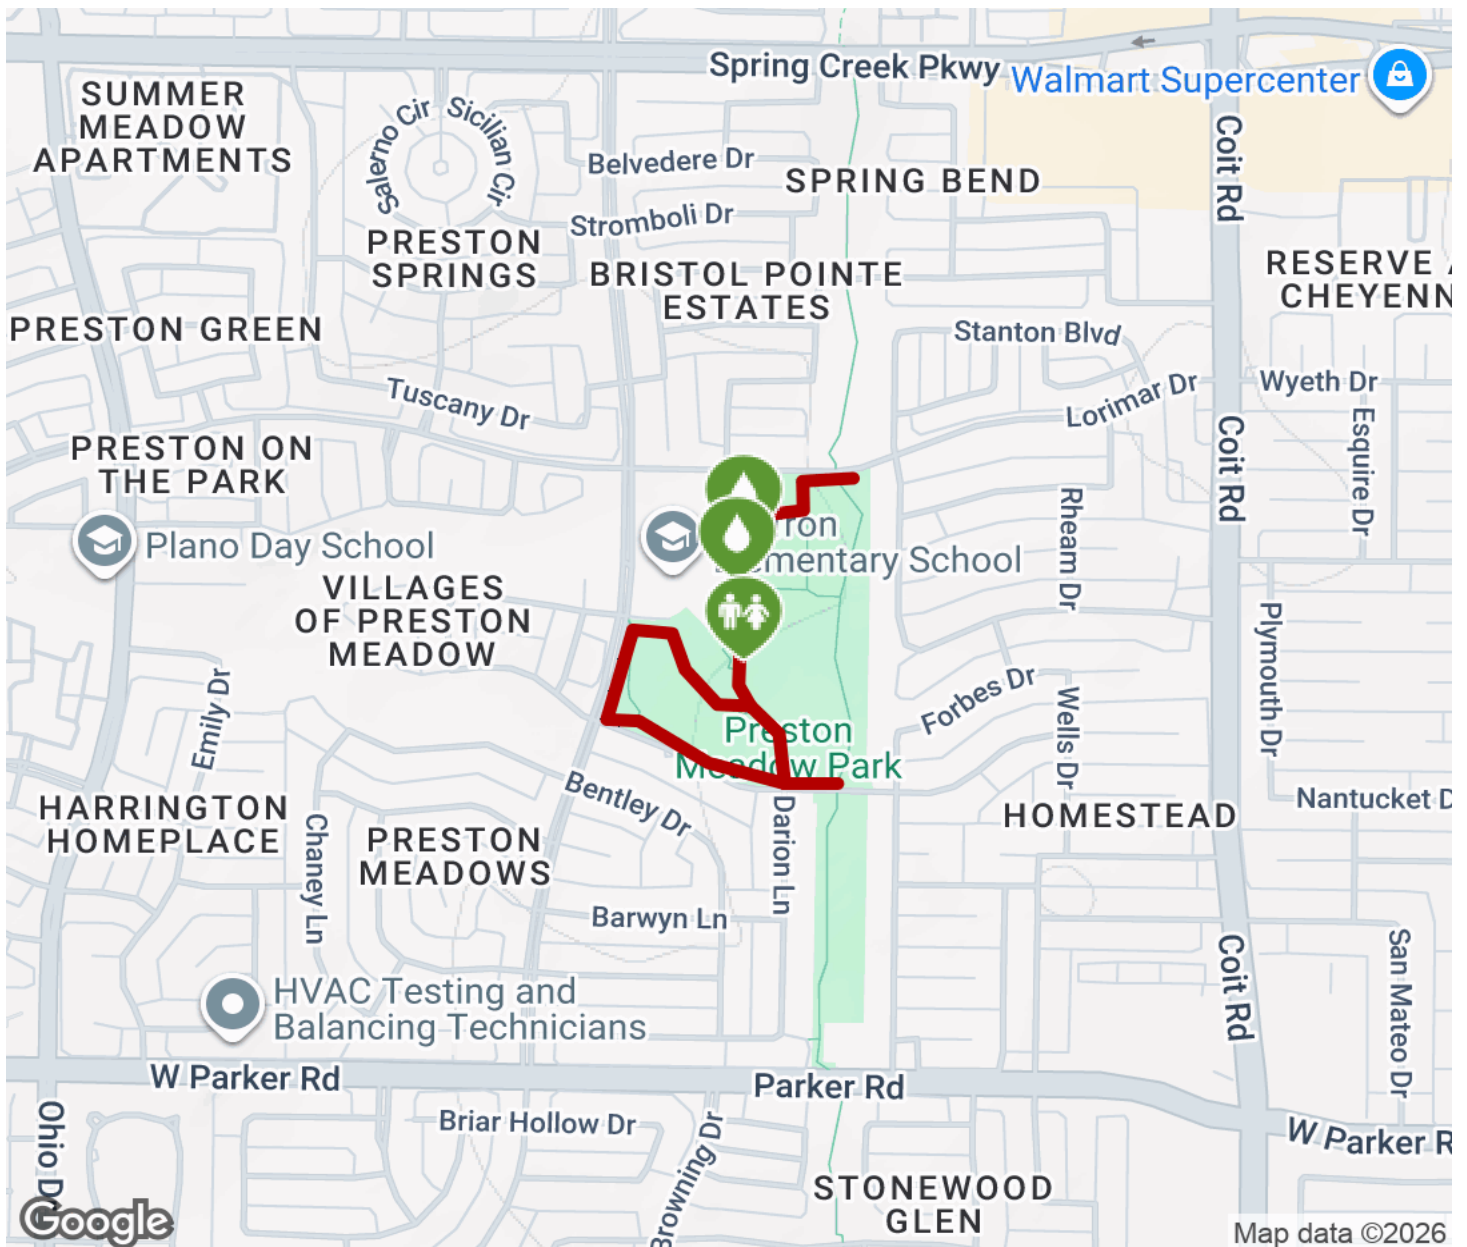 Spring Creek Pkwy
Walmart Supercenter
SUMMER
MEADOW
APARTMENTS
Salerno Cir
Sicilian Cir
Coit Rd
Belvedere Dr
SPRING BEND
Stromboli Dr
PRESTON
SPRINGS
BRISTOL POINTE
ESTATES
RESERVE
CHEYENN
PRESTON GREEN
Stanton Blvd
Tuscany Dr
Lorimar Dr
Wyeth Dr
Esquire Dr
PRESTON ON
THE PARK
Coit Rd
Plano Day School
ron
ementary School
Rheam Dr
VILLAGES
OF PRESTON
MEADOW
Plymouth Dr
Emily Dr
Forbes Dr
Wells Dr
Preston
Meadow Park
Bentley Dr
Darion Ln
Nantucket D
HARRINGTON
HOMEPLACE
HOMESTEAD
Chaney Ln
PRESTON
MEADOWS
Barwyn Ln
Coit Rd
San Mateo Dr
HVAC Testing and
Balancing Technicians
W Parker Rd
Parker Rd
Ohio Dr
Briar Hollow Dr
Browning Dr
W Parker R
STONEWOOD
GLEN
Google
Map data ©2026